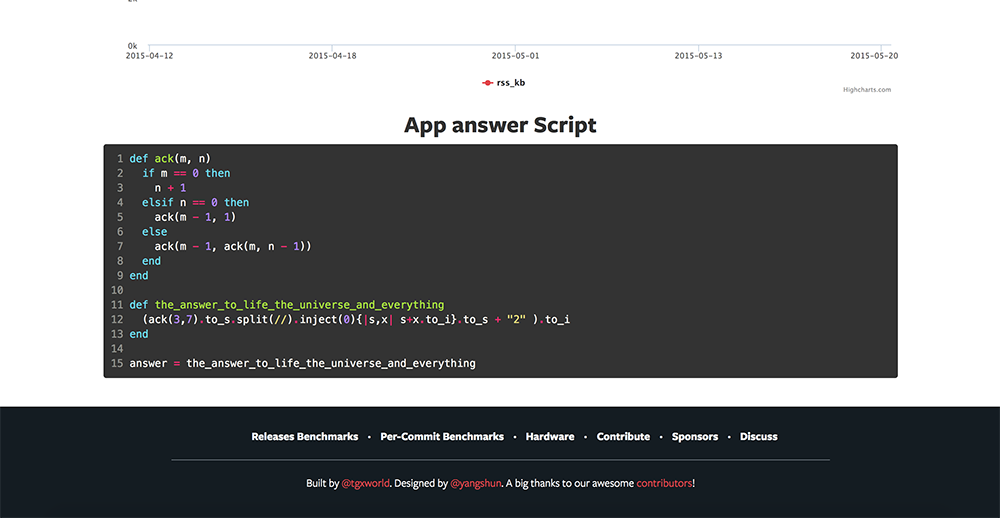 0k
2015-04-12 2015-04-18 2015-05-01 2015-05-13 2015-05-20
rss_kb
Highcharts.com
App answer Script
1 def ack(m, n)
2   if m == 0 then
3     n + 1
4   elsif n == 0 then
5     ack(m - 1, 1)
6   else
7     ack(m - 1, ack(m, n - 1))
8   end
9 end
10
11 def the_answer_to_life_the_universe_and_everything
12   (ack(3,7).to_s.split(//).inject(0){|s,x| s+x.to_i}.to_s + "2" ).to_i
13 end
14
15 answer = the_answer_to_life_the_universe_and_everything
Releases Benchmarks • Per-Commit Benchmarks • Hardware • Contribute • Sponsors • Discuss
Built by @tgxworld. Designed by @yangshun. A big thanks to our awesome contributors!